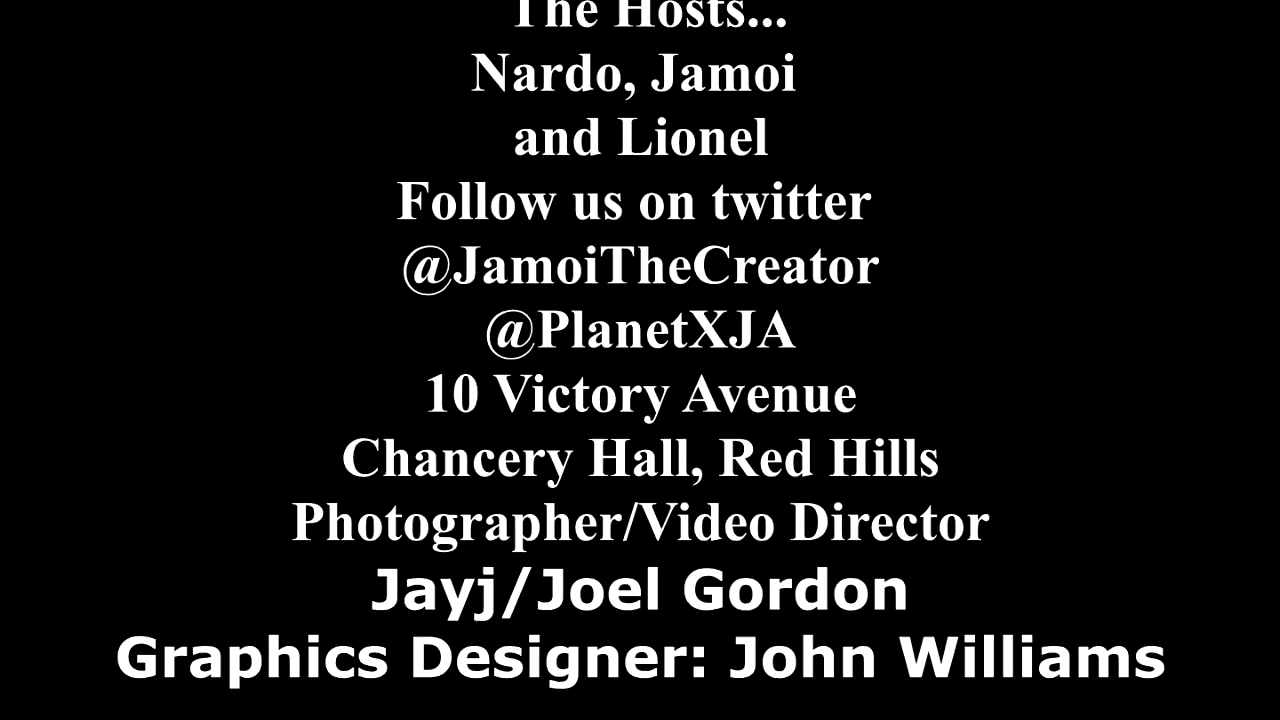 The Hosts...
Nardo, Jamoi
and Lionel
Follow us on twitter
@JamoiTheCreator
@PlanetXJA
10 Victory Avenue
Chancery Hall, Red Hills
Photographer/Video Director
Jayj/Joel Gordon
Graphics Designer: John Williams